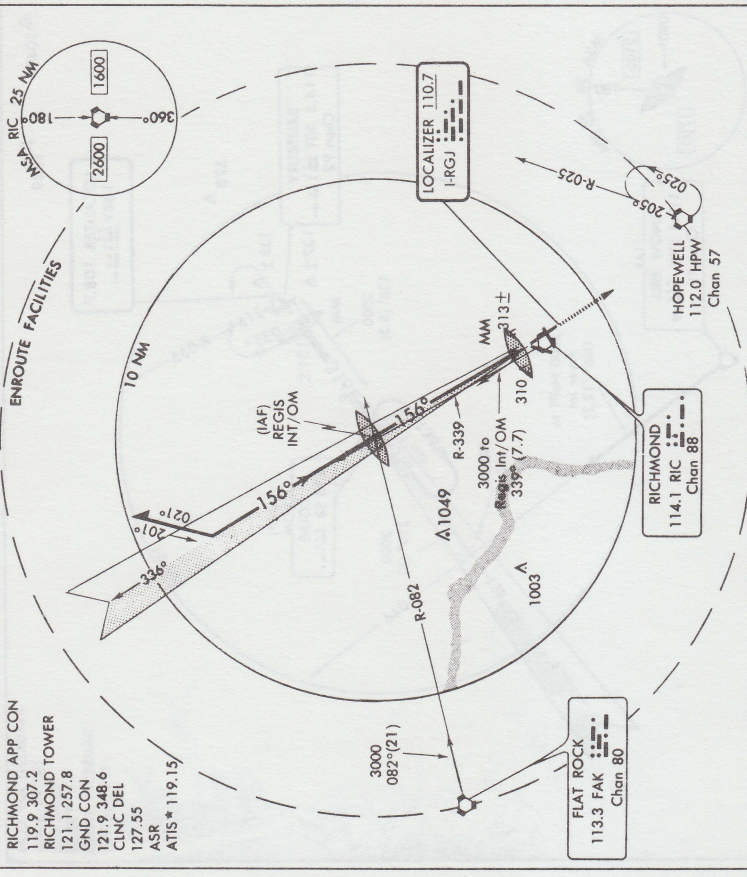 RICHMOND APP CON
119.9 307.2
RICHMOND TOWER
121.1 257.8
GND CON
121.9 348.6
CLNC DEL
127.55
ASR
ATIS * 119.15
ENROUTE FACILITIES
MSA RIC 25 NM
180°
1600
2600
360°
10 NM
LOCALIZER 110.7
I-RGJ
R-025
025°
205°
HOPEWELL
112.0 HPW
Chan 57
(IAF)
REGIS
INT/OM
156°
156°
336°
201°
021°
MM
313±
310
R-339
3000 to
Regis Int/OM
339° (7.7)
1049
1003
R-082
3000
082°(21)
RICHMOND
114.1 RIC
Chan 88
FLAT ROCK
113.3 FAK
Chan 80